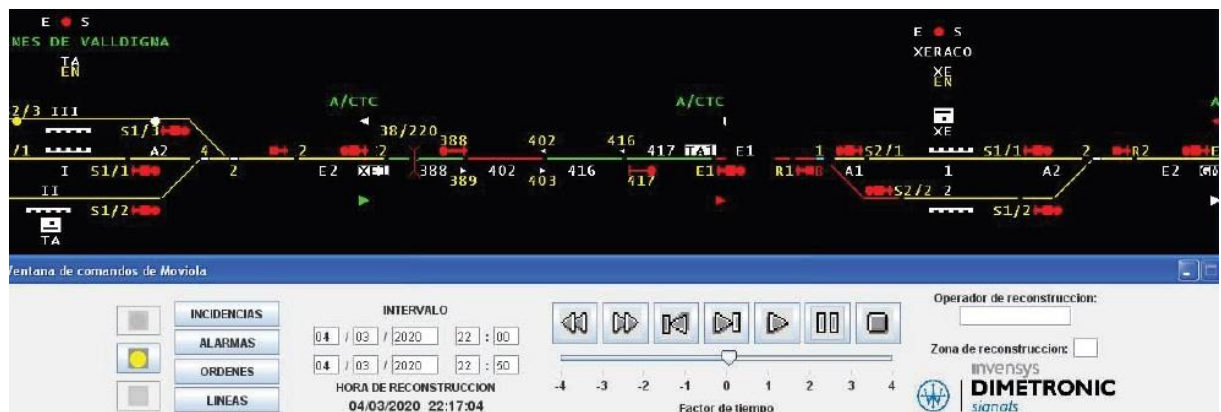 E S
NES DE VALLDIGNA
TA
EN
E S
XERACO
XE
EN
A/CTC
A/CTC
2/3 III
S1/3
38/220
388
402
416
XE
/1 A2 4 2 :2
417 TA1 E1 1 S2/1 S1/1 2 R2
I S1/1 2 E2 XE1 388 389 402 403 416 417 E1 R1 A1 1 A2 E2
II
S1/2
S2/2 2
S1/2
TA
Ventana de comandos de Moviola
INCIDENCIAS
ALARMAS
ORDENES
LINEAS
INTERVALO
04 / 03 / 2020 22 : 00
04 / 03 / 2020 22 : 50
HORA DE RECONSTRUCCION
04/03/2020 22:17:04
-4 -3 -2 -1 0 1 2 3 4
Factor de tiempo
Operador de reconstruccion:
Zona de reconstruccion:
invensys
DIMETRONIC
signals